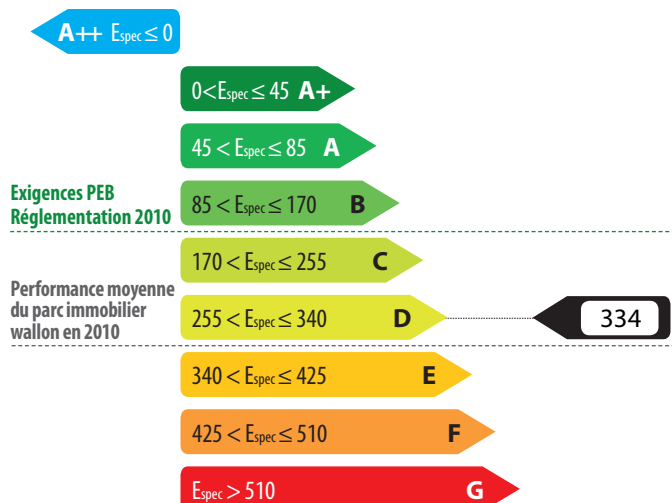 A++ Espec ≤ 0
0<Espec ≤ 45 A+
45 < Espec ≤ 85 A
Exigences PEB
Réglementation 2010
85 < Espec ≤ 170 B
170 < Espec ≤ 255 C
Performance moyenne
du parc immobilier
wallon en 2010
255 < Espec ≤ 340 D
334
340 < Espec ≤ 425 E
425 < Espec ≤ 510 F
Espec > 510 G